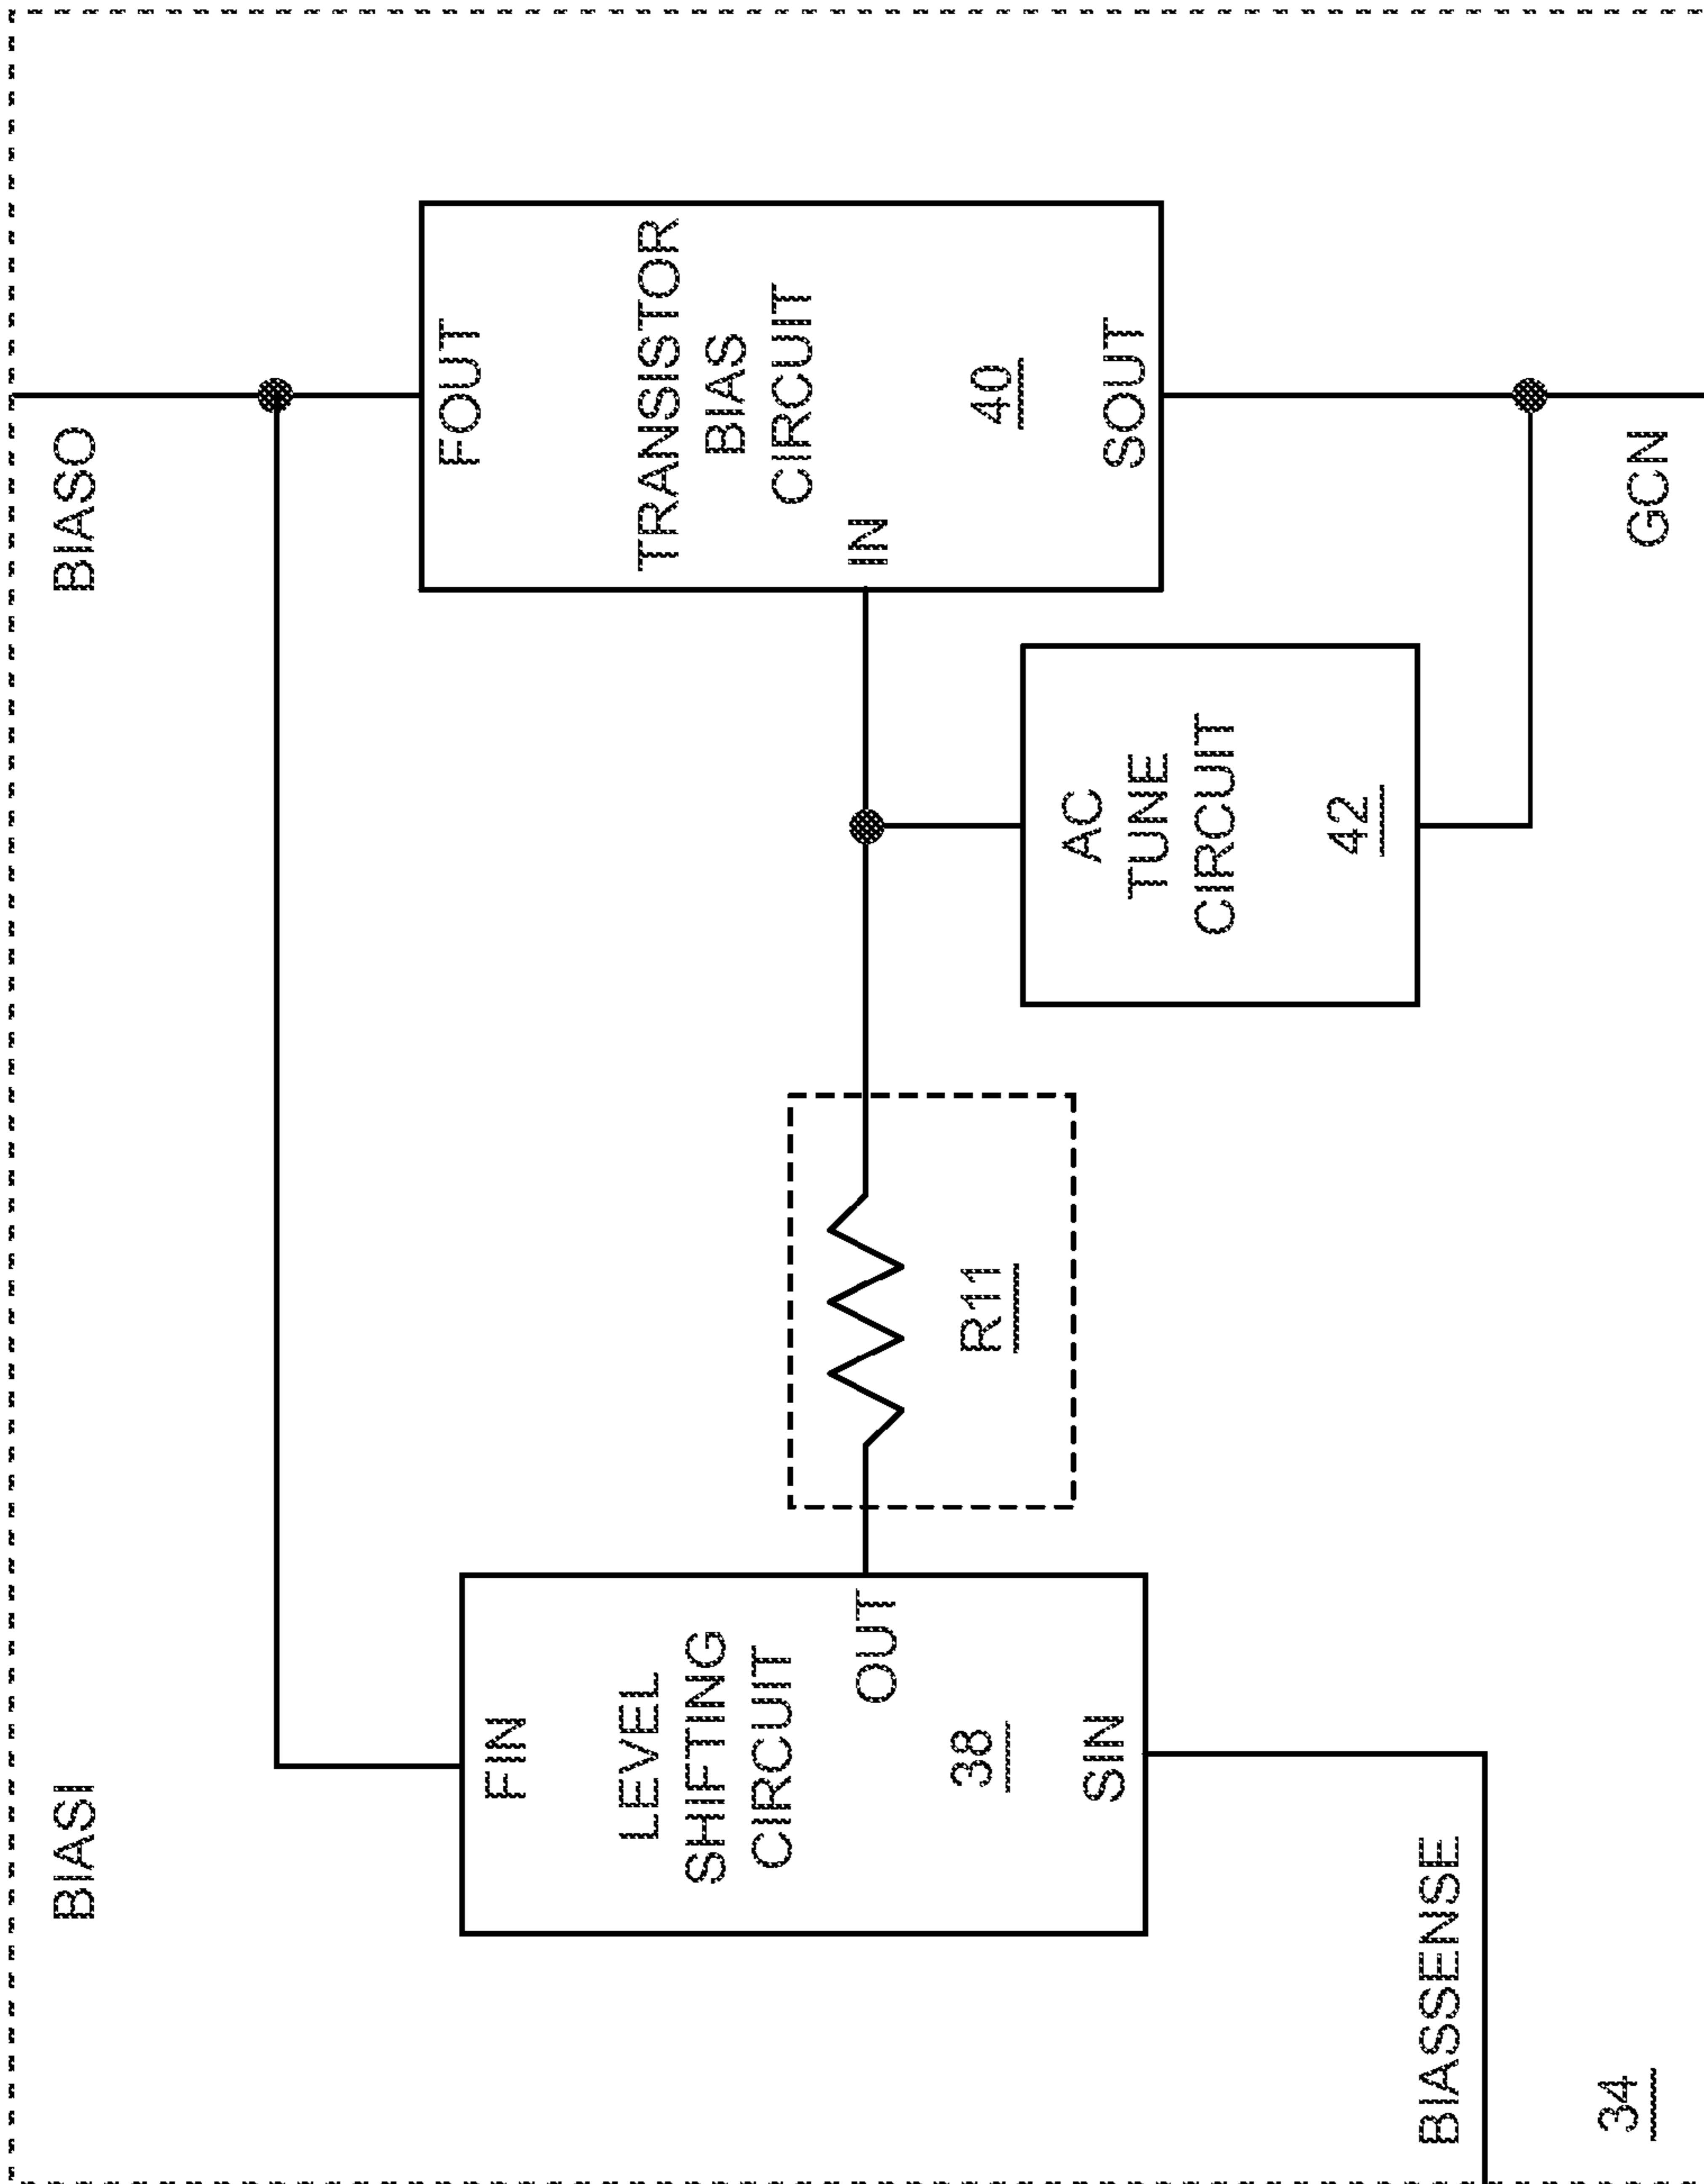 BIASI
BIASO
FIN
LEVEL
SHIFTING
CIRCUIT
OUT
38
SIN
R11
AC
TUNE
CIRCUIT
42
FOUT
TRANSISTOR
BIAS
CIRCUIT
IN
40
SOUT
BIASSENSE
GCN
34